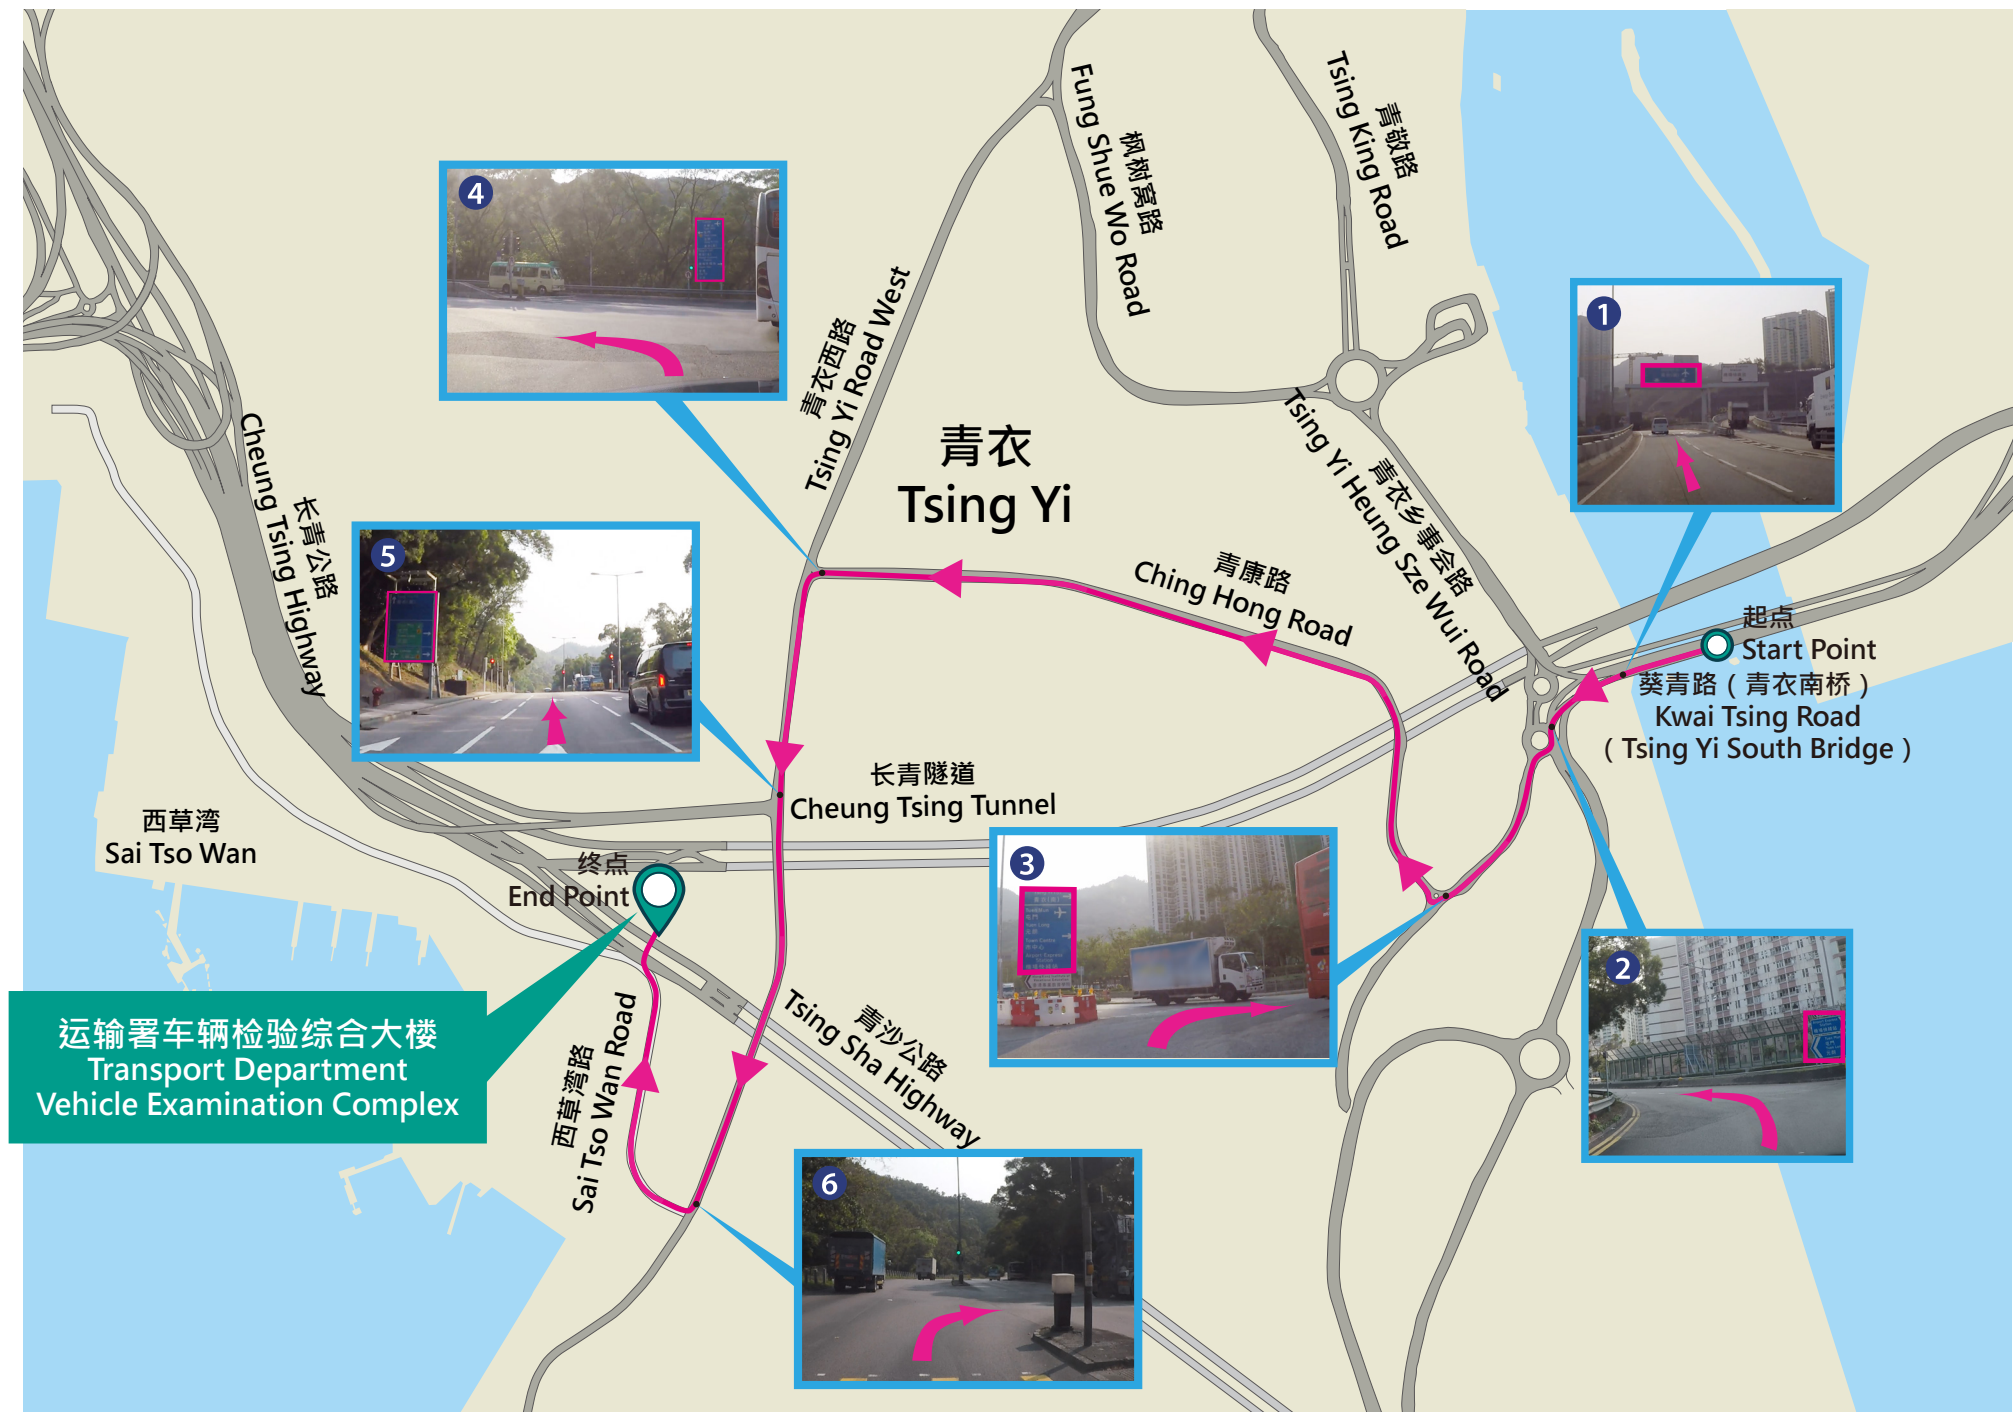 青敬路
Tsing King Road
枫树窝路
Fung Shue Wo Road
4
1
青衣西路
Tsing Yi Road West
青衣
Tsing Yi
青衣乡事会路
Tsing Yi Heung Sze Wui Road
长青公路
Cheung Tsing Highway
5
青康路
Ching Hong Road
起点
Start Point
葵青路（青衣南桥）
Kwai Tsing Road
（Tsing Yi South Bridge）
长青隧道
Cheung Tsing Tunnel
西草湾
Sai Tso Wan
终点
End Point
3
2
运输署车辆检验综合大楼
Transport Department
Vehicle Examination Complex
青沙公路
Tsing Sha Highway
西草湾路
Sai Tso Wan Road
6